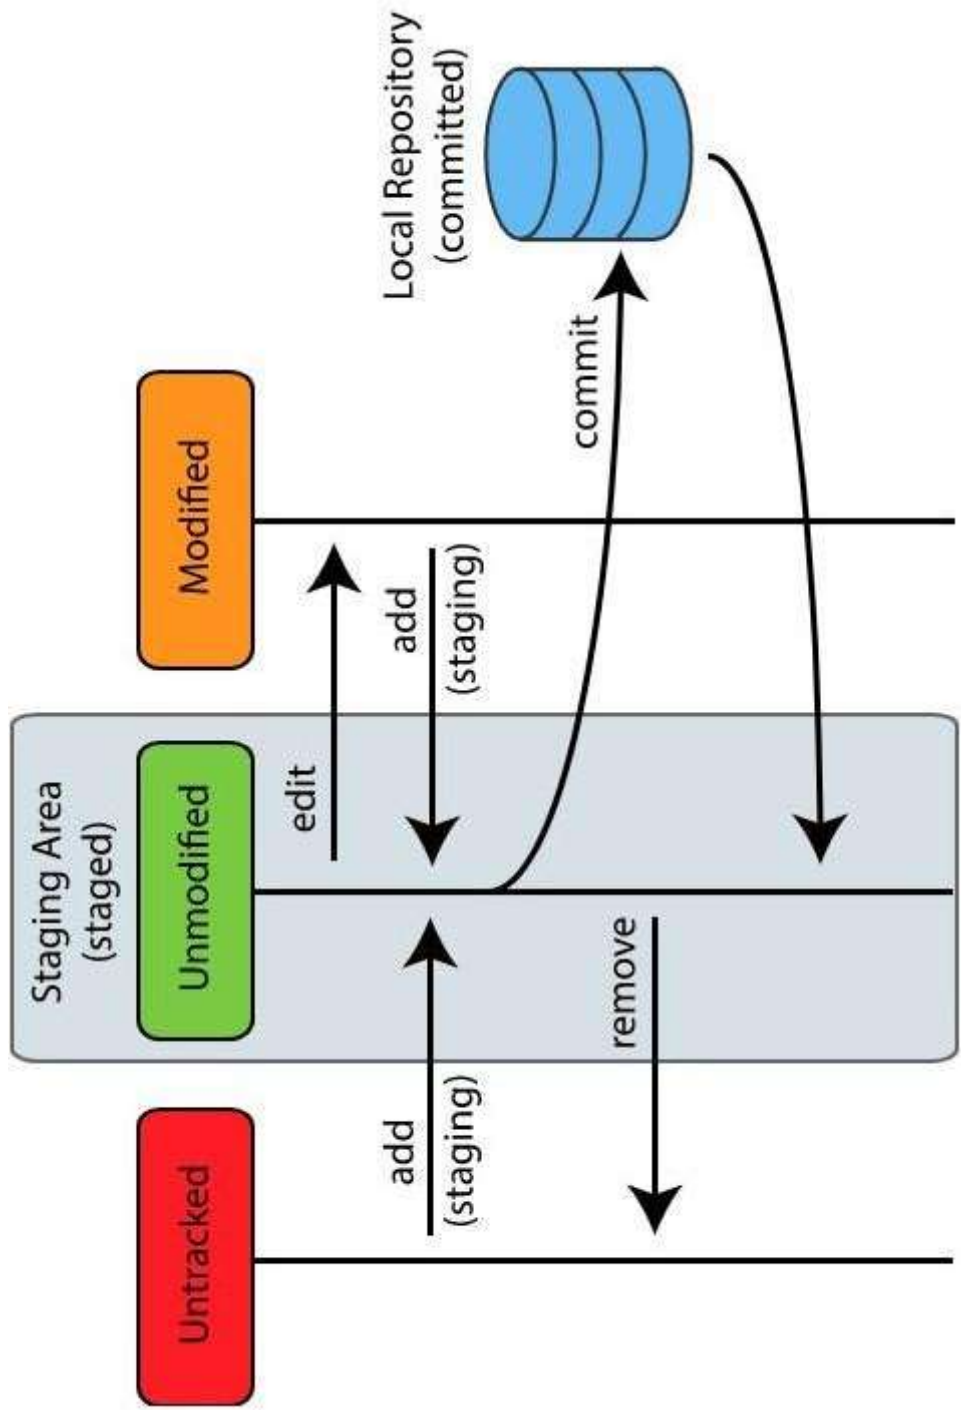 Staging Area
(staged)
Untracked
Unmodified
Modified
Local Repository
(committed)
edit
add
(staging)
add
(staging)
commit
remove